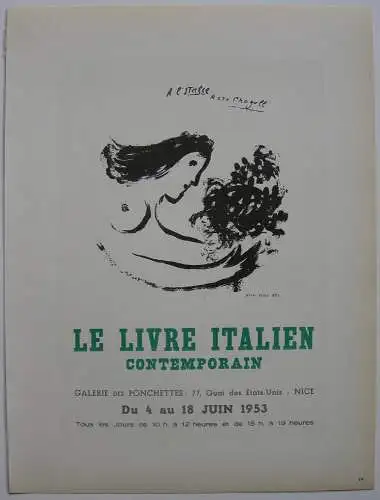 A l'Italie
Marc Chagall
LE LIVRE ITALIEN
CONTEMPORAIN
GALERIE DES PONCHETTES: 77, Quai des Etats-Unis : NICE
Du 4 au 18 JUIN 1953
Tous les Jours de 10 h. à 12 heures et de 15 h. à 19 heures